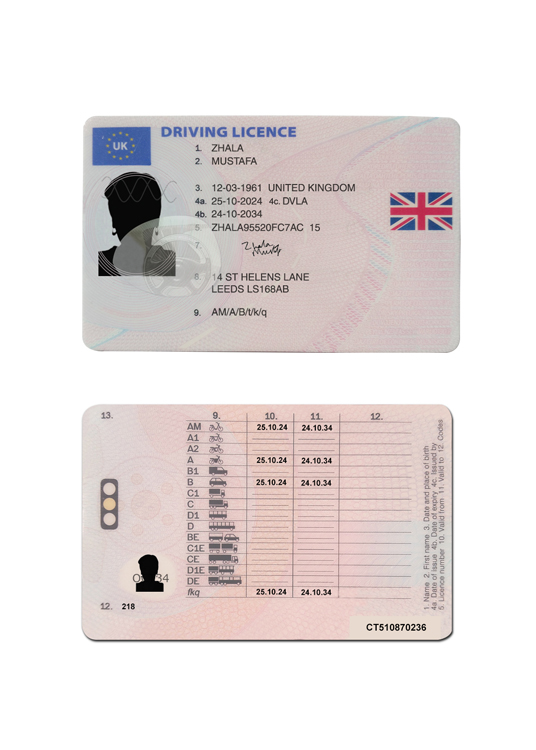 UK
DRIVING LICENCE
1. ZHALA
2. MUSTAFA
3. 12-03-1961 UNITED KINGDOM
4a. 25-10-2024 4c. DVLA
4b. 24-10-2034
5. ZHALA95520FC7AC 15
7. Zhala
Mustf
8. 14 ST HELENS LANE
LEEDS LS168AB
9. AM/A/B/t/k/q
13. 9. 10. 11. 12.
AM 25.10.24 24.10.34
A1
A2
A 25.10.24 24.10.34
B1
B 25.10.24 24.10.34
C1
C
D1
D
BE
C1E
CE
D1E
DE
fkq 25.10.24 24.10.34
12. 218
CT510870236
1. Name 2. First name 3. Date and place of birth
4a. Date of issue 4b. Date of expiry 4c. Issued by
5 Licence number 10. Valid from 11. Valid to 12. Codes